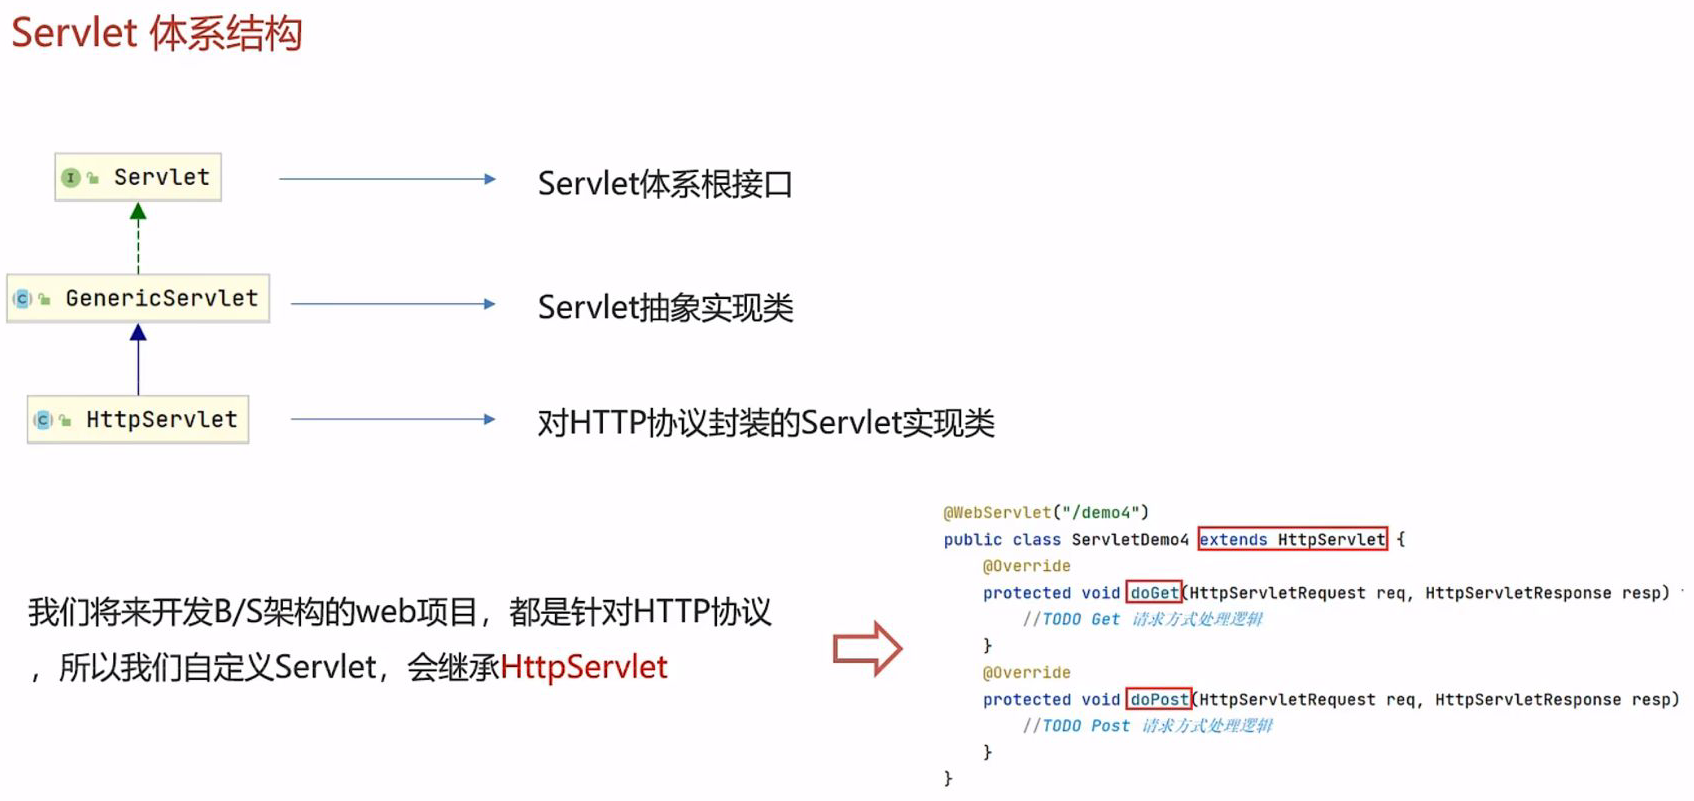 Servlet 体系结构
Servlet
Servlet体系根接口
GenericServlet
Servlet抽象实现类
HttpServlet
对HTTP协议封装的Servlet实现类
我们将来开发B/S架构的web项目，都是针对HTTP协议
，所以我们自定义Servlet，会继承HttpServlet
@WebServlet("/demo4")
public class ServletDemo4 extends HttpServlet {
@Override
protected void doGet(HttpServletRequest req, HttpServletResponse resp)
//TODO Get 请求方式处理逻辑
}
@Override
protected void doPost(HttpServletRequest req, HttpServletResponse resp)
//TODO Post 请求方式处理逻辑
}
}